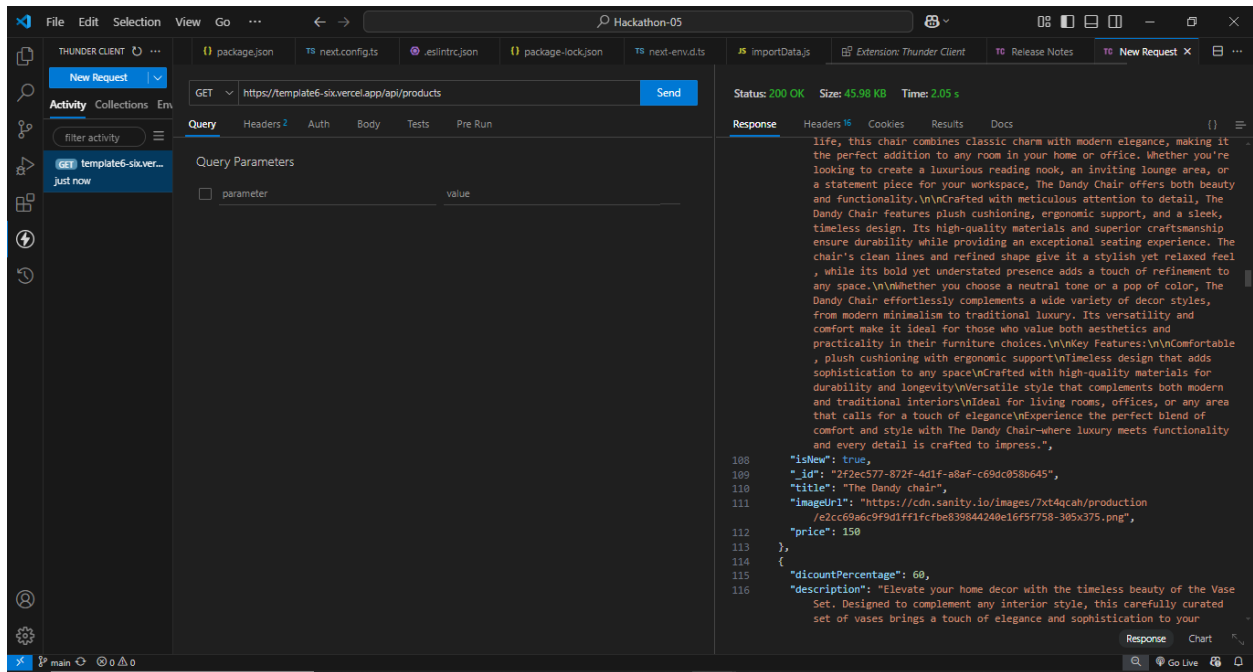 File Edit Selection View Go ··· Hackathon-05
THUNDER CLIENT ··· {} package.json TS next.config.ts .eslintrc.json {} package-lock.json TS next-env.d.ts JS importData.js Extension: Thunder Client TC Release Notes TC New Request ···
New Request
Activity Collections Env
filter activity
GET template6-six.ver...
just now
GET https://template6-six.vercel.app/api/products Send
Query Headers 2 Auth Body Tests Pre Run
Query Parameters
parameter value
Status: 200 OK Size: 45.98 KB Time: 2.05 s
Response Headers 16 Cookies Results Docs {}
life, this chair combines classic charm with modern elegance, making it
the perfect addition to any room in your home or office. Whether you're
looking to create a luxurious reading nook, an inviting lounge area, or
a statement piece for your workspace, The Dandy Chair offers both beauty
and functionality.\n\nCrafted with meticulous attention to detail, The
Dandy Chair features plush cushioning, ergonomic support, and a sleek,
timeless design. Its high-quality materials and superior craftsmanship
ensure durability while providing an exceptional seating experience. The
chair's clean lines and refined shape give it a stylish yet relaxed feel
, while its bold yet understated presence adds a touch of refinement to
any space.\n\nWhether you choose a neutral tone or a pop of color, The
Dandy Chair effortlessly complements a wide variety of decor styles,
from modern minimalism to traditional luxury. Its versatility and
comfort make it ideal for those who value both aesthetics and
practicality in their furniture choices.\n\nKey Features:\n\nComfortable
, plush cushioning with ergonomic support\nTimeless design that adds
sophistication to any space\nCrafted with high-quality materials for
durability and longevity\nVersatile style that complements both modern
and traditional interiors\nIdeal for living rooms, offices, or any area
that calls for a touch of elegance\nExperience the perfect blend of
comfort and style with The Dandy Chair—where luxury meets functionality
and every detail is crafted to impress.",
108 "isNew": true,
109 "_id": "2f2ec577-872f-4d1f-a8af-c69dc058b645",
110 "title": "The Dandy chair",
111 "imageUrl": "https://cdn.sanity.io/images/7xt4qcah/production
/e2cc69a6c9f9d1ff1fcfbe839844240e16f5f758-305x375.png",
112 "price": 150
113 },
114 {
115 "dicountPercentage": 60,
116 "description": "Elevate your home decor with the timeless beauty of the Vase
Set. Designed to complement any interior style, this carefully curated
set of vases brings a touch of elegance and sophistication to your
Response Chart
main 0 0 Go Live